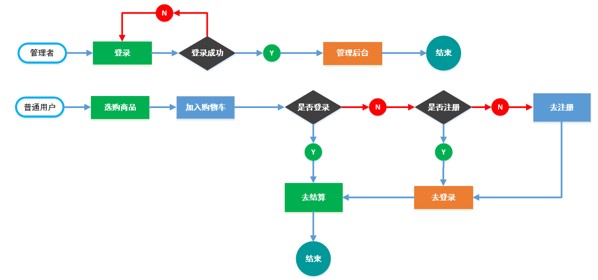 N
管理者
登录
登录成功
Y
管理后台
结束
普通用户
选购商品
加入购物车
是否登录
N
是否注册
N
去注册
Y
Y
去结算
去登录
结束